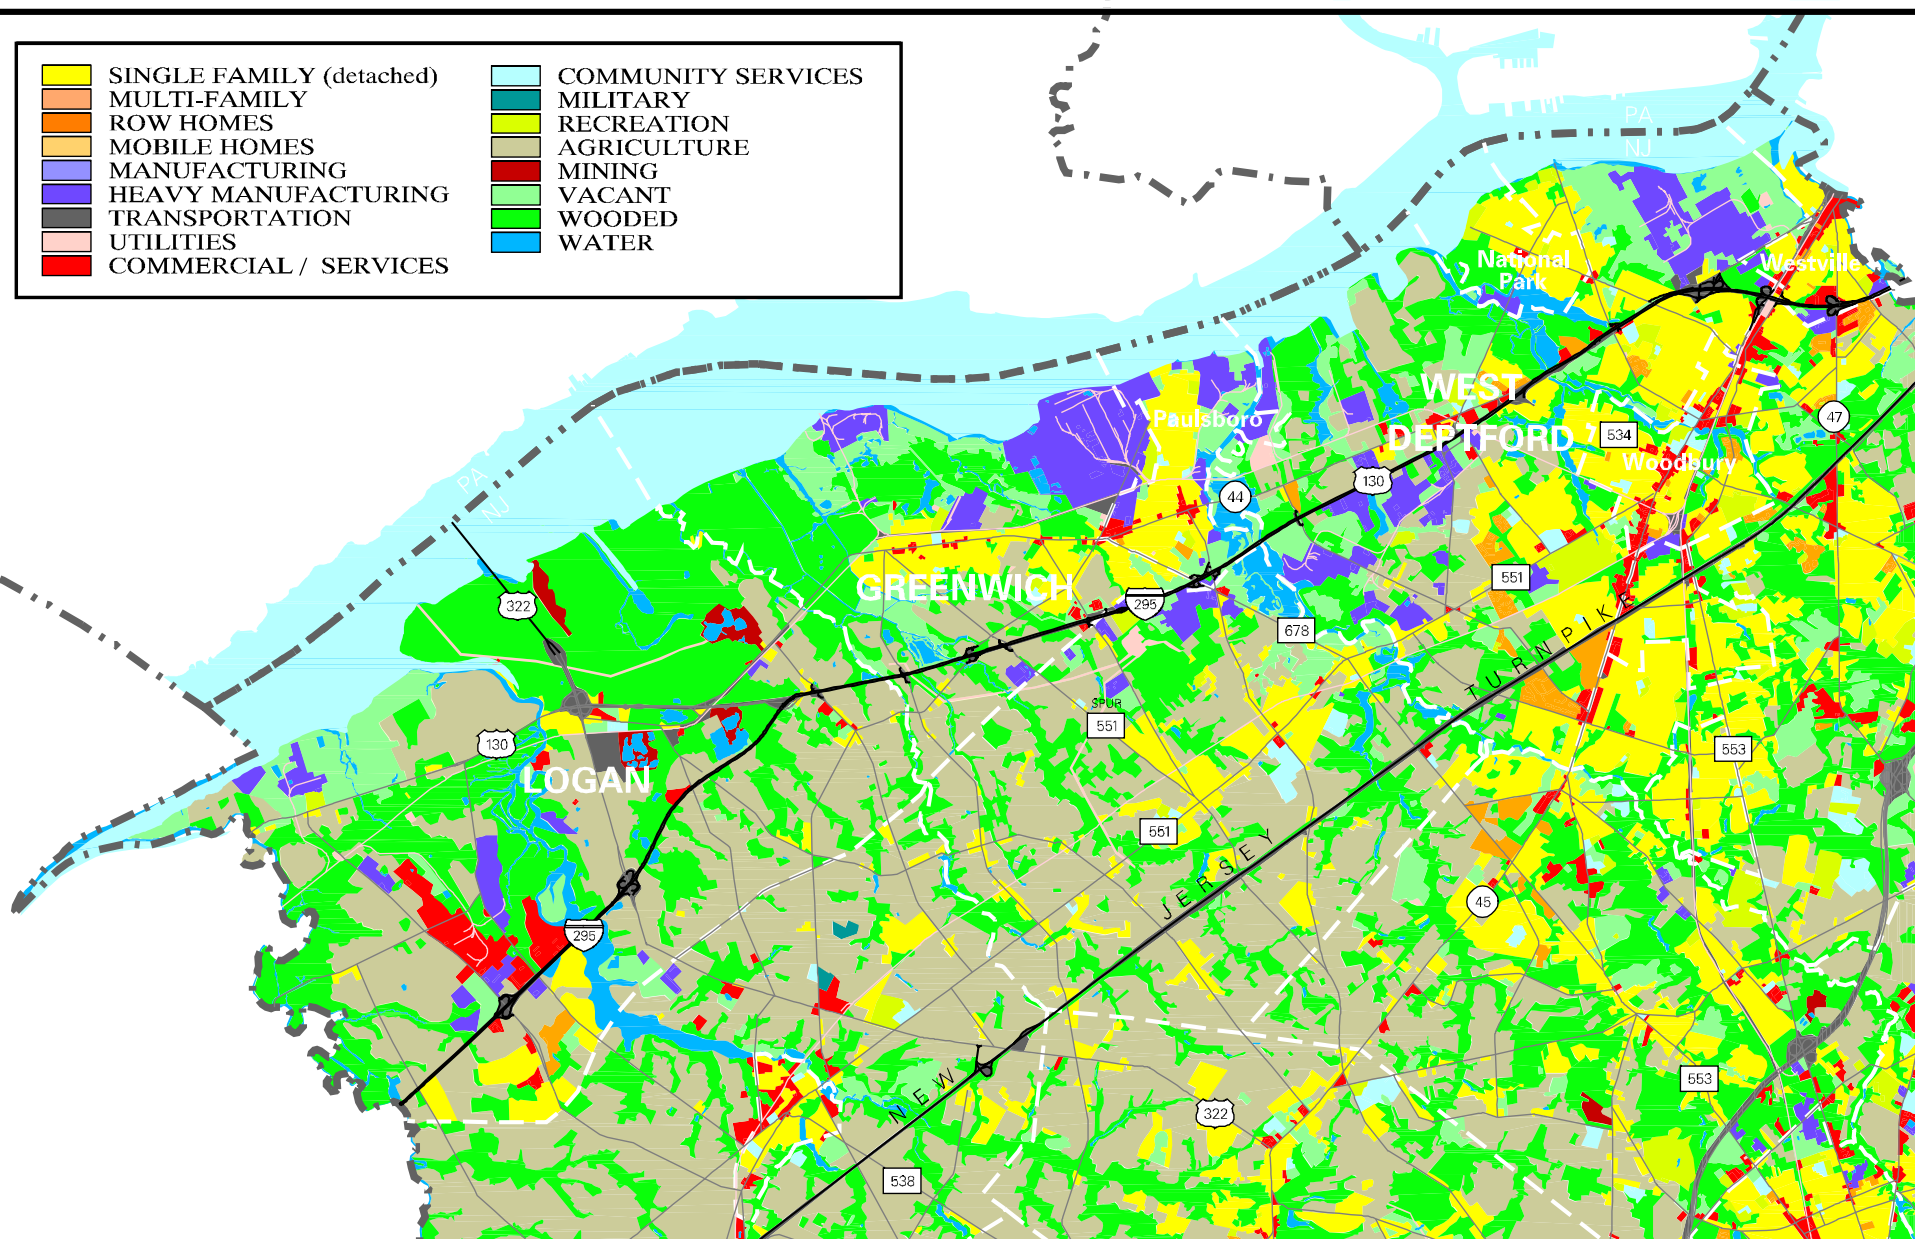 SINGLE FAMILY (detached)
MULTI-FAMILY
ROW HOMES
MOBILE HOMES
MANUFACTURING
HEAVY MANUFACTURING
TRANSPORTATION
UTILITIES
COMMERCIAL / SERVICES
COMMUNITY SERVICES
MILITARY
RECREATION
AGRICULTURE
MINING
VACANT
WOODED
WATER
PA
NJ
National
Park
Westville
WEST
DEPTFORD
Paulsboro
47
534
Woodbury
130
44
PA
NJ
GREENWICH
322
295
551
678
TURNPIKE
SPUR
551
130
553
LOGAN
551
JERSEY
45
295
NEW
553
322
538